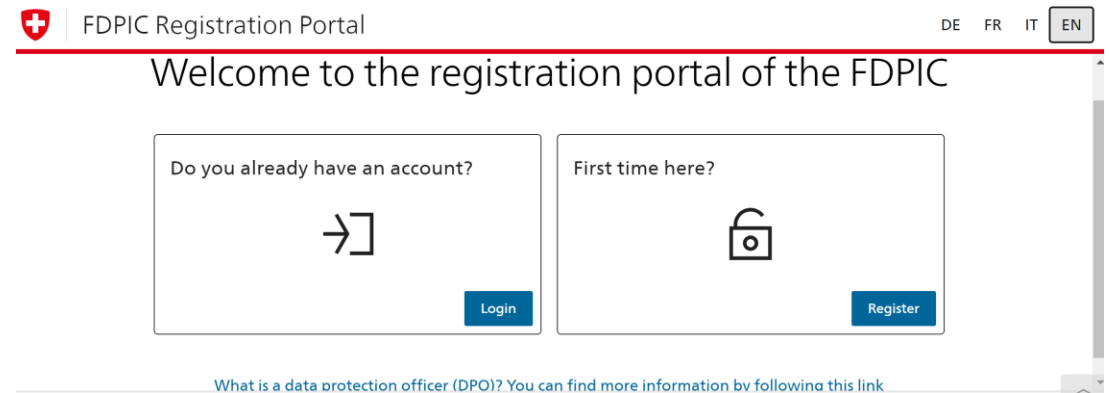 FDPIC Registration Portal DE FR IT EN
Welcome to the registration portal of the FDPIC
Do you already have an account?
First time here?
Login
Register
What is a data protection officer (DPO)? You can find more information by following this link